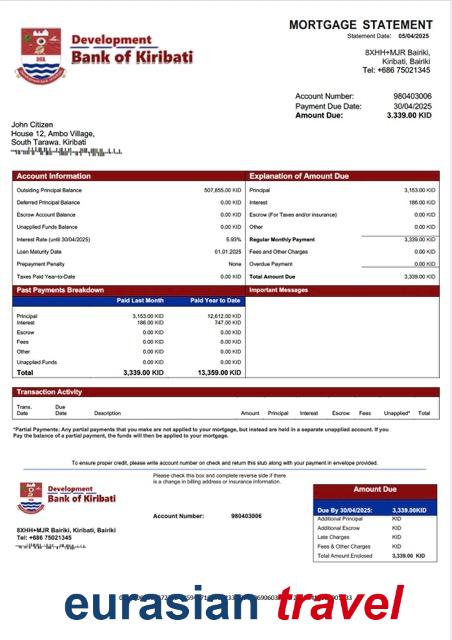 Development
Bank of Kiribati
MORTGAGE STATEMENT
Statement Date: 05/04/2025
8XHH+MJR Bairiki,
Kiribati, Bairiki
Tel: +686 75021345
Account Number: 980403006
Payment Due Date: 30/04/2025
Amount Due: 3.339.00 KID
John Citizen
House 12, Ambo Village,
South Tarawa, Kiribati
Account Information
Outsiding Principal Balance 507,855.00 KID
Deferred Principal Balance 0.00 KID
Escrow Account Balance 0.00 KID
Unapplied Funds Balance 0.00 KID
Interest Rate (until 30/04/2025) 5.93%
Loan Maturity Date 01.01.2025
Prepayment Penalty None
Taxes Paid Year-to-Date 0.00 KID
Explanation of Amount Due
Principal 3,153.00 KID
Interest 186.00 KID
Escrow (For Taxes and/or insurance) 0.00 KID
Other 0.00 KID
Regular Monthly Payment 3,339.00 KID
Fees and Other Charges 0.00 KID
Overdue Payment 0.00 KID
Total Amount Due 3,339.00 KID
Past Payments Breakdown
Paid Last Month Paid Year to Date
Principal 3,153.00 KID 12,612.00 KID
Interest 186.00 KID 747.00 KID
Escrow 0.00 KID 0.00 KID
Fees 0.00 KID 0.00 KID
Other 0.00 KID 0.00 KID
Unapplied Funds 0.00 KID 0.00 KID
Total 3,339.00 KID 13,359.00 KID
Important Messages
Transaction Activity
Trans. Date Due Date Description Amount Principal Interest Escrow Fees Unapplied* Total
*Partial Payments: Any partial payments that you make are not applied to your mortgage, but instead are held in a separate unapplied account. If you
Pay the balance of a partial payment, the funds will then be applied to your mortgage.
To ensure proper credit, please write account number on check and return this stub along with your payment in envelope provided.
Development
Bank of Kiribati
Please check this box and complete reverse side if there
is a change in billing address or insurance information.
8XHH+MJR Bairiki, Kiribati, Bairiki
Tel: +686 75021345
Account Number: 980403006
Amount Due
Due By 30/04/2025: 3,339.00KID
Additional Principal KID
Additional Escrow KID
Late Charges KID
Fees & Other Charges KID
Total Amount Enclosed 3,339.00 KID
eurasian travel